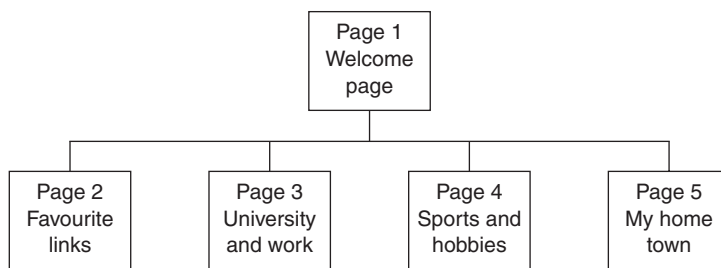 Page 1
Welcome
page
Page 2
Favourite
links
Page 3
University
and work
Page 4
Sports and
hobbies
Page 5
My home
town